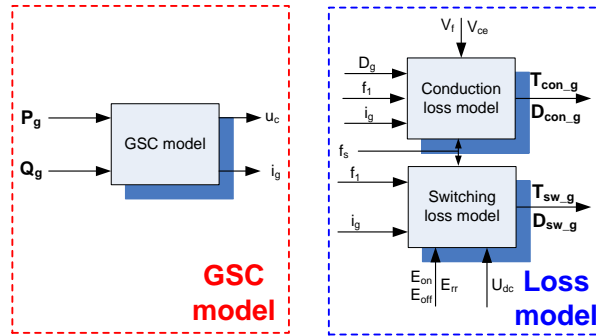 P_g
Q_g
GSC model
u_c
i_g
GSC
model
V_f
V_ce
D_g
f_1
i_g
Conduction
loss model
T_con_g
D_con_g
f_s
f_1
i_g
Switching
loss model
T_sw_g
D_sw_g
E_on
E_off
E_rr
U_dc
Loss
model